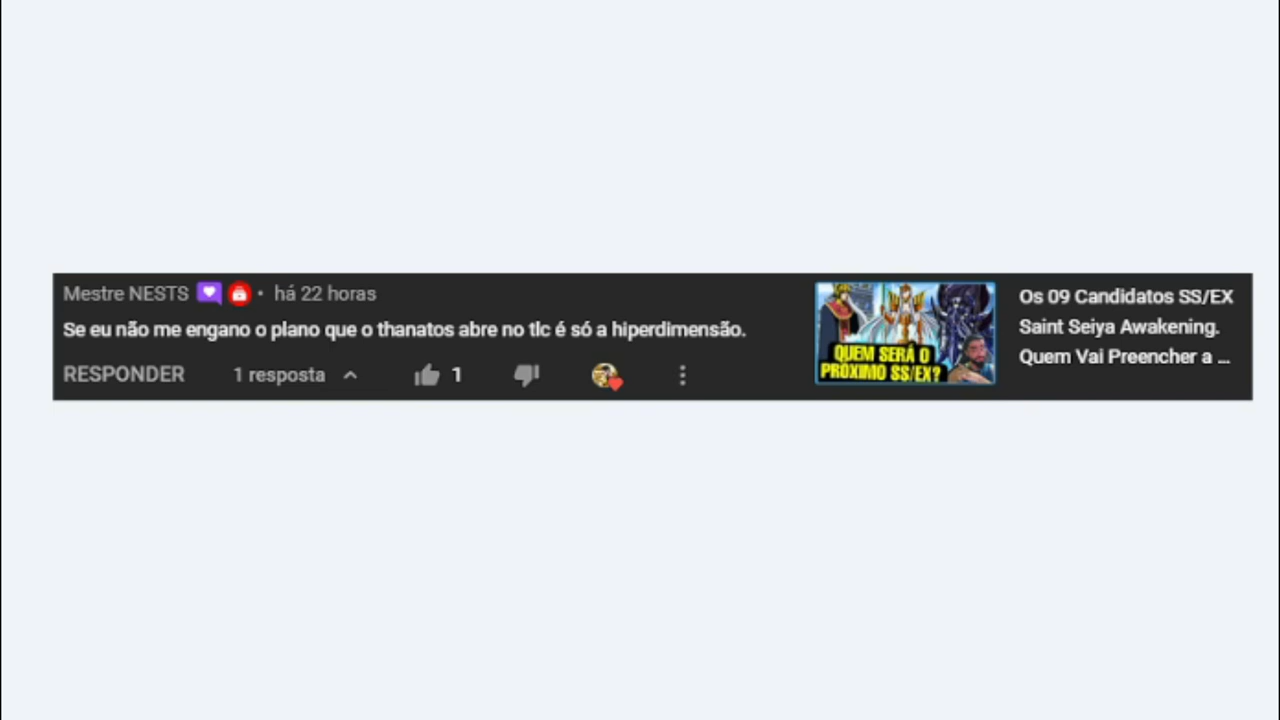 Mestre NESTS • há 22 horas
Se eu não me engano o plano que o thanatos abre no tlc é só a hiperdimensão.
RESPONDER 1 resposta 1
QUEM SERÁ O
PRÓXIMO SS/EX?
Os 09 Candidatos SS/EX
Saint Seiya Awakening.
Quem Vai Preencher a ...